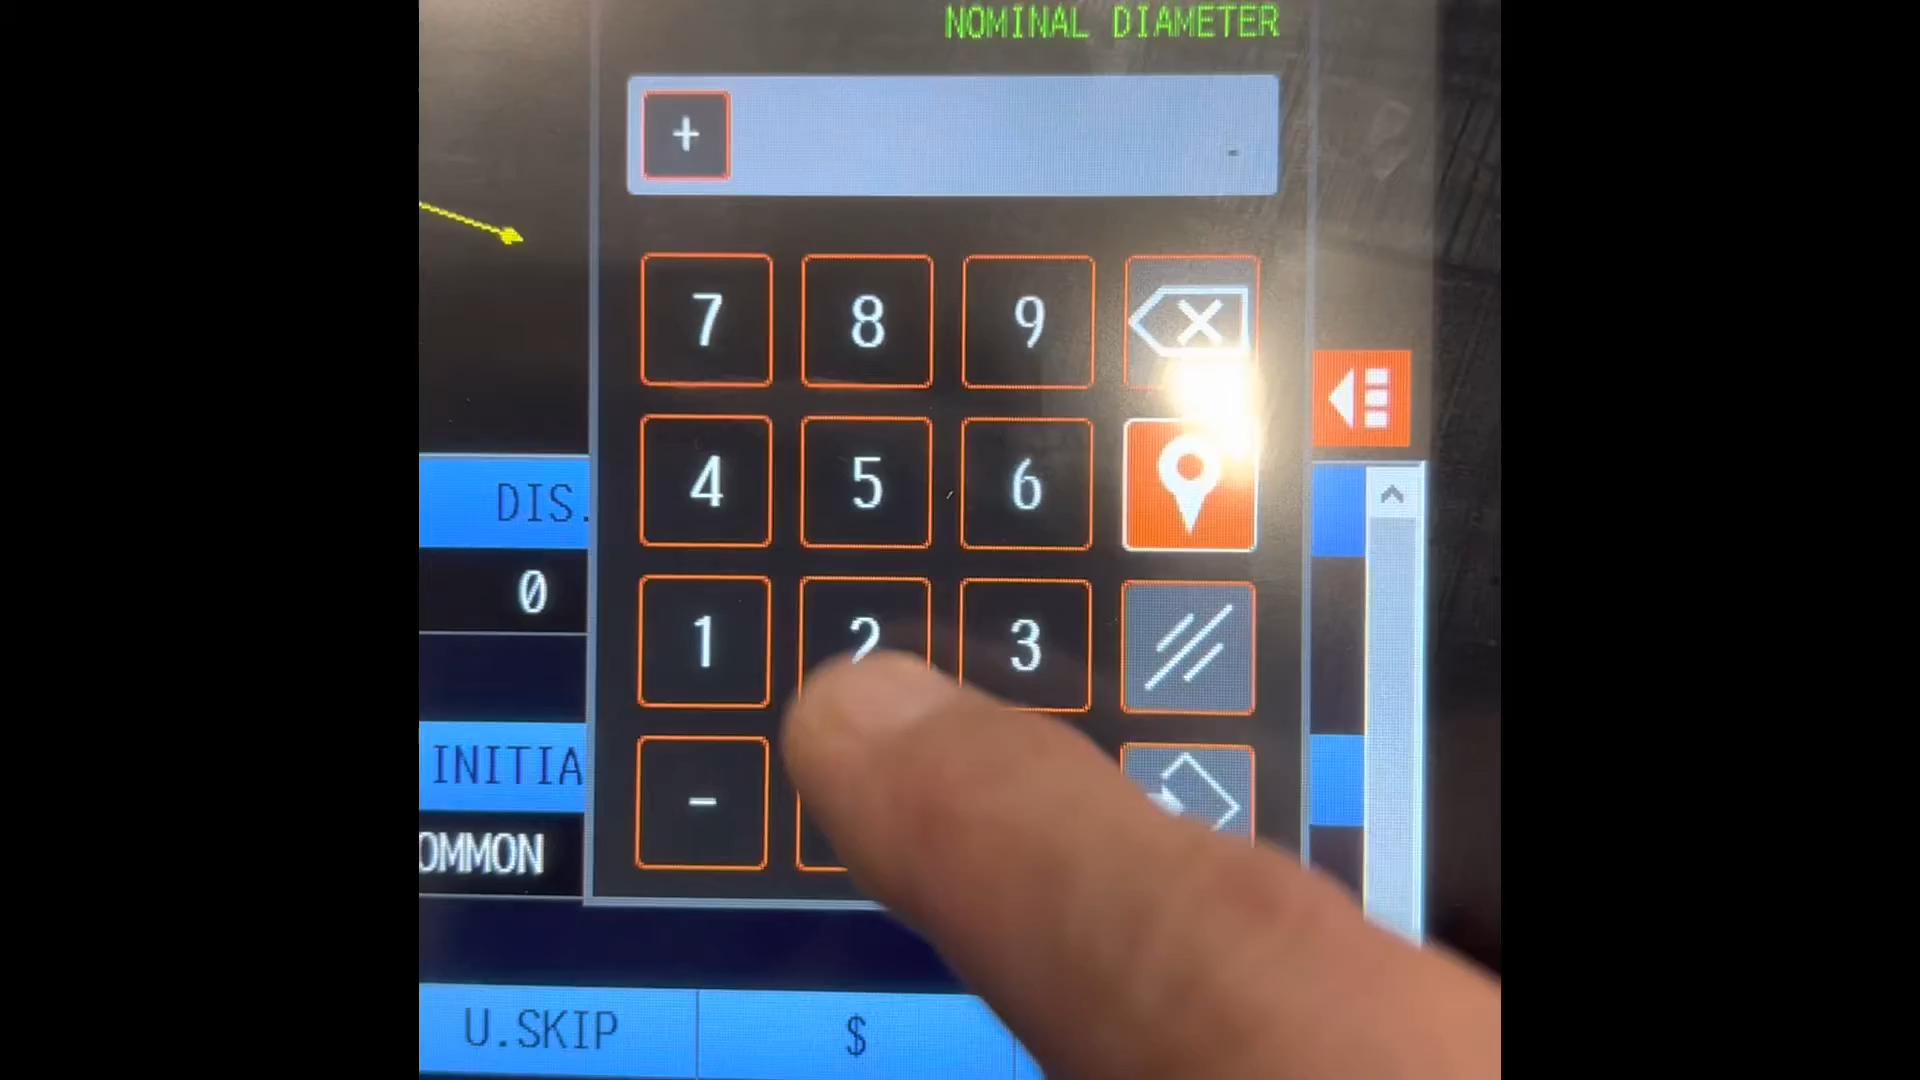 NOMINAL DIAMETER
+
-
7 8 9
4 5 6
DIS.
0
1 2 3
INITIA
-
OMMON
U.SKIP $